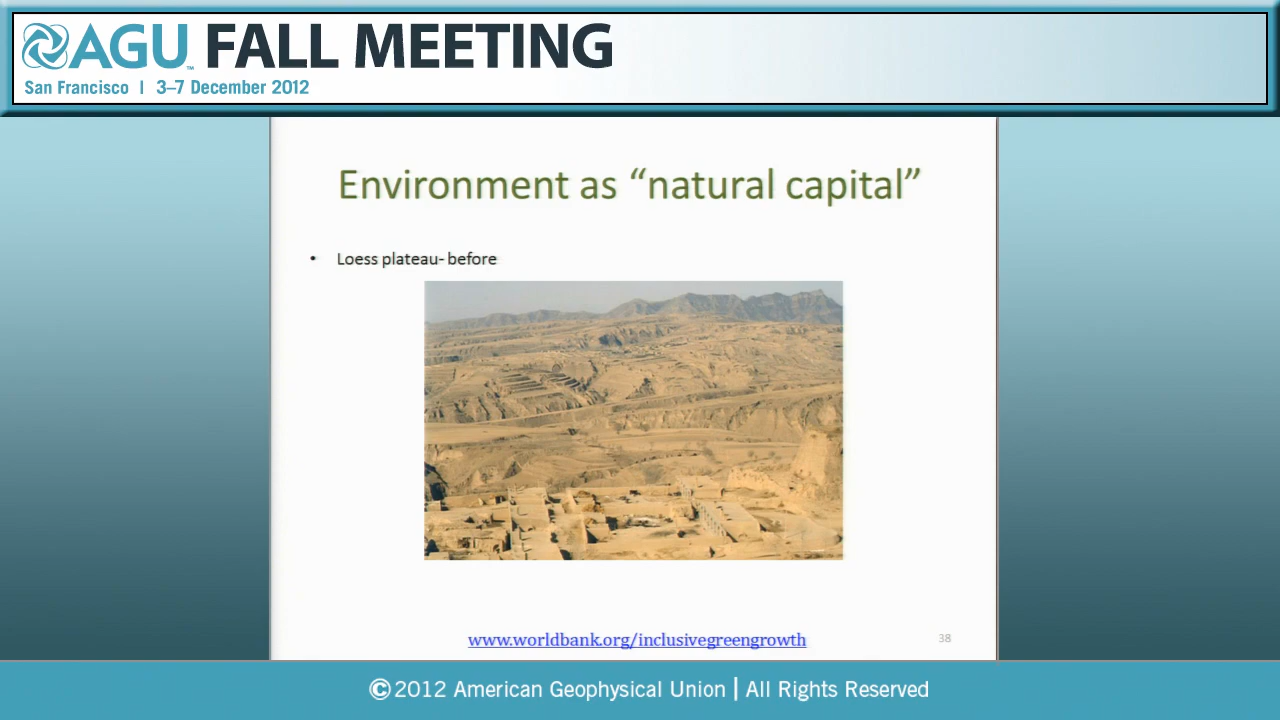 AGU™ FALL MEETING
San Francisco | 3–7 December 2012
Environment as “natural capital”
• Loess plateau- before
www.worldbank.org/inclusivegreengrowth
38
©2012 American Geophysical Union | All Rights Reserved